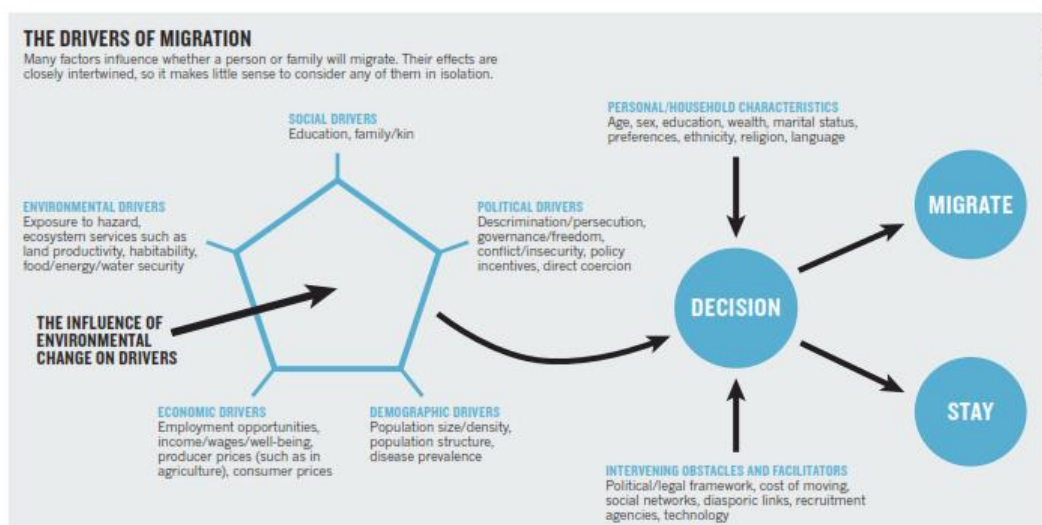 THE DRIVERS OF MIGRATION
Many factors influence whether a person or family will migrate. Their effects are
closely intertwined, so it makes little sense to consider any of them in isolation.
SOCIAL DRIVERS
Education, family/kin
ENVIRONMENTAL DRIVERS
Exposure to hazard,
ecosystem services such as
land productivity, habitability,
food/energy/water security
POLITICAL DRIVERS
Descrimination/persecution,
governance/freedom,
conflict/insecurity, policy
incentives, direct coercion
THE INFLUENCE OF
ENVIRONMENTAL
CHANGE ON DRIVERS
ECONOMIC DRIVERS
Employment opportunities,
income/wages/well-being,
producer prices (such as in
agriculture), consumer prices
DEMOGRAPHIC DRIVERS
Population size/density,
population structure,
disease prevalence
PERSONAL/HOUSEHOLD CHARACTERISTICS
Age, sex, education, wealth, marital status,
preferences, ethnicity, religion, language
DECISION
INTERVENING OBSTACLES AND FACILITATORS
Political/legal framework, cost of moving,
social networks, diasporic links, recruitment
agencies, technology
MIGRATE
STAY